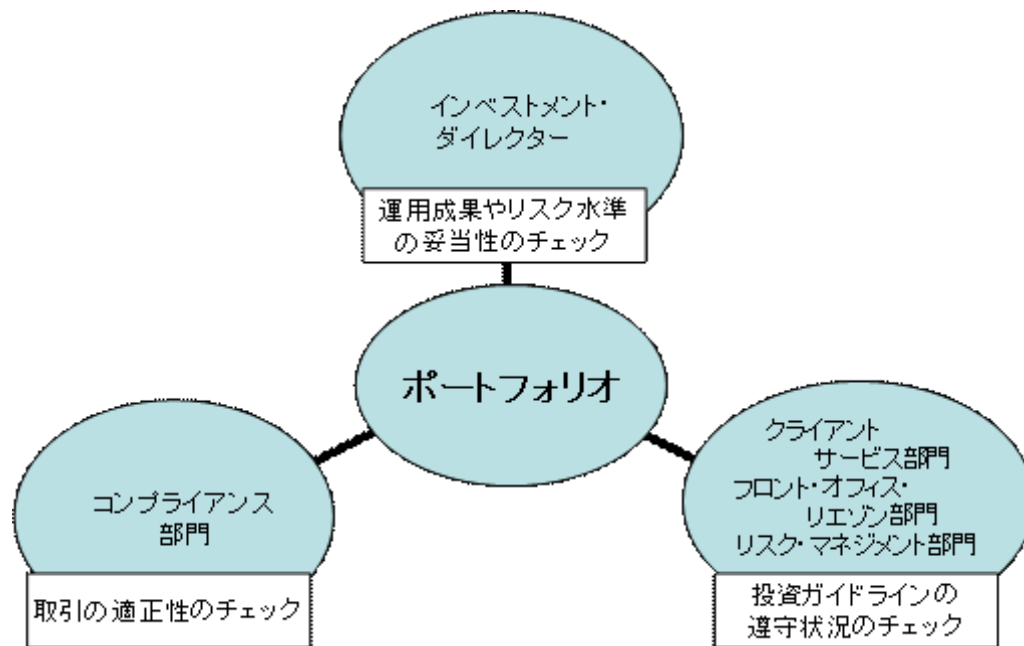 インベストメント・
ダイレクター
運用成果やリスク水準
の妥当性のチェック
ポートフォリオ
コンプライアンス
部門
取引の適正性のチェック
クライアント
サービス部門
フロント・オフィス・
リエゾン部門
リスク・マネジメント部門
投資ガイドラインの
遵守状況のチェック